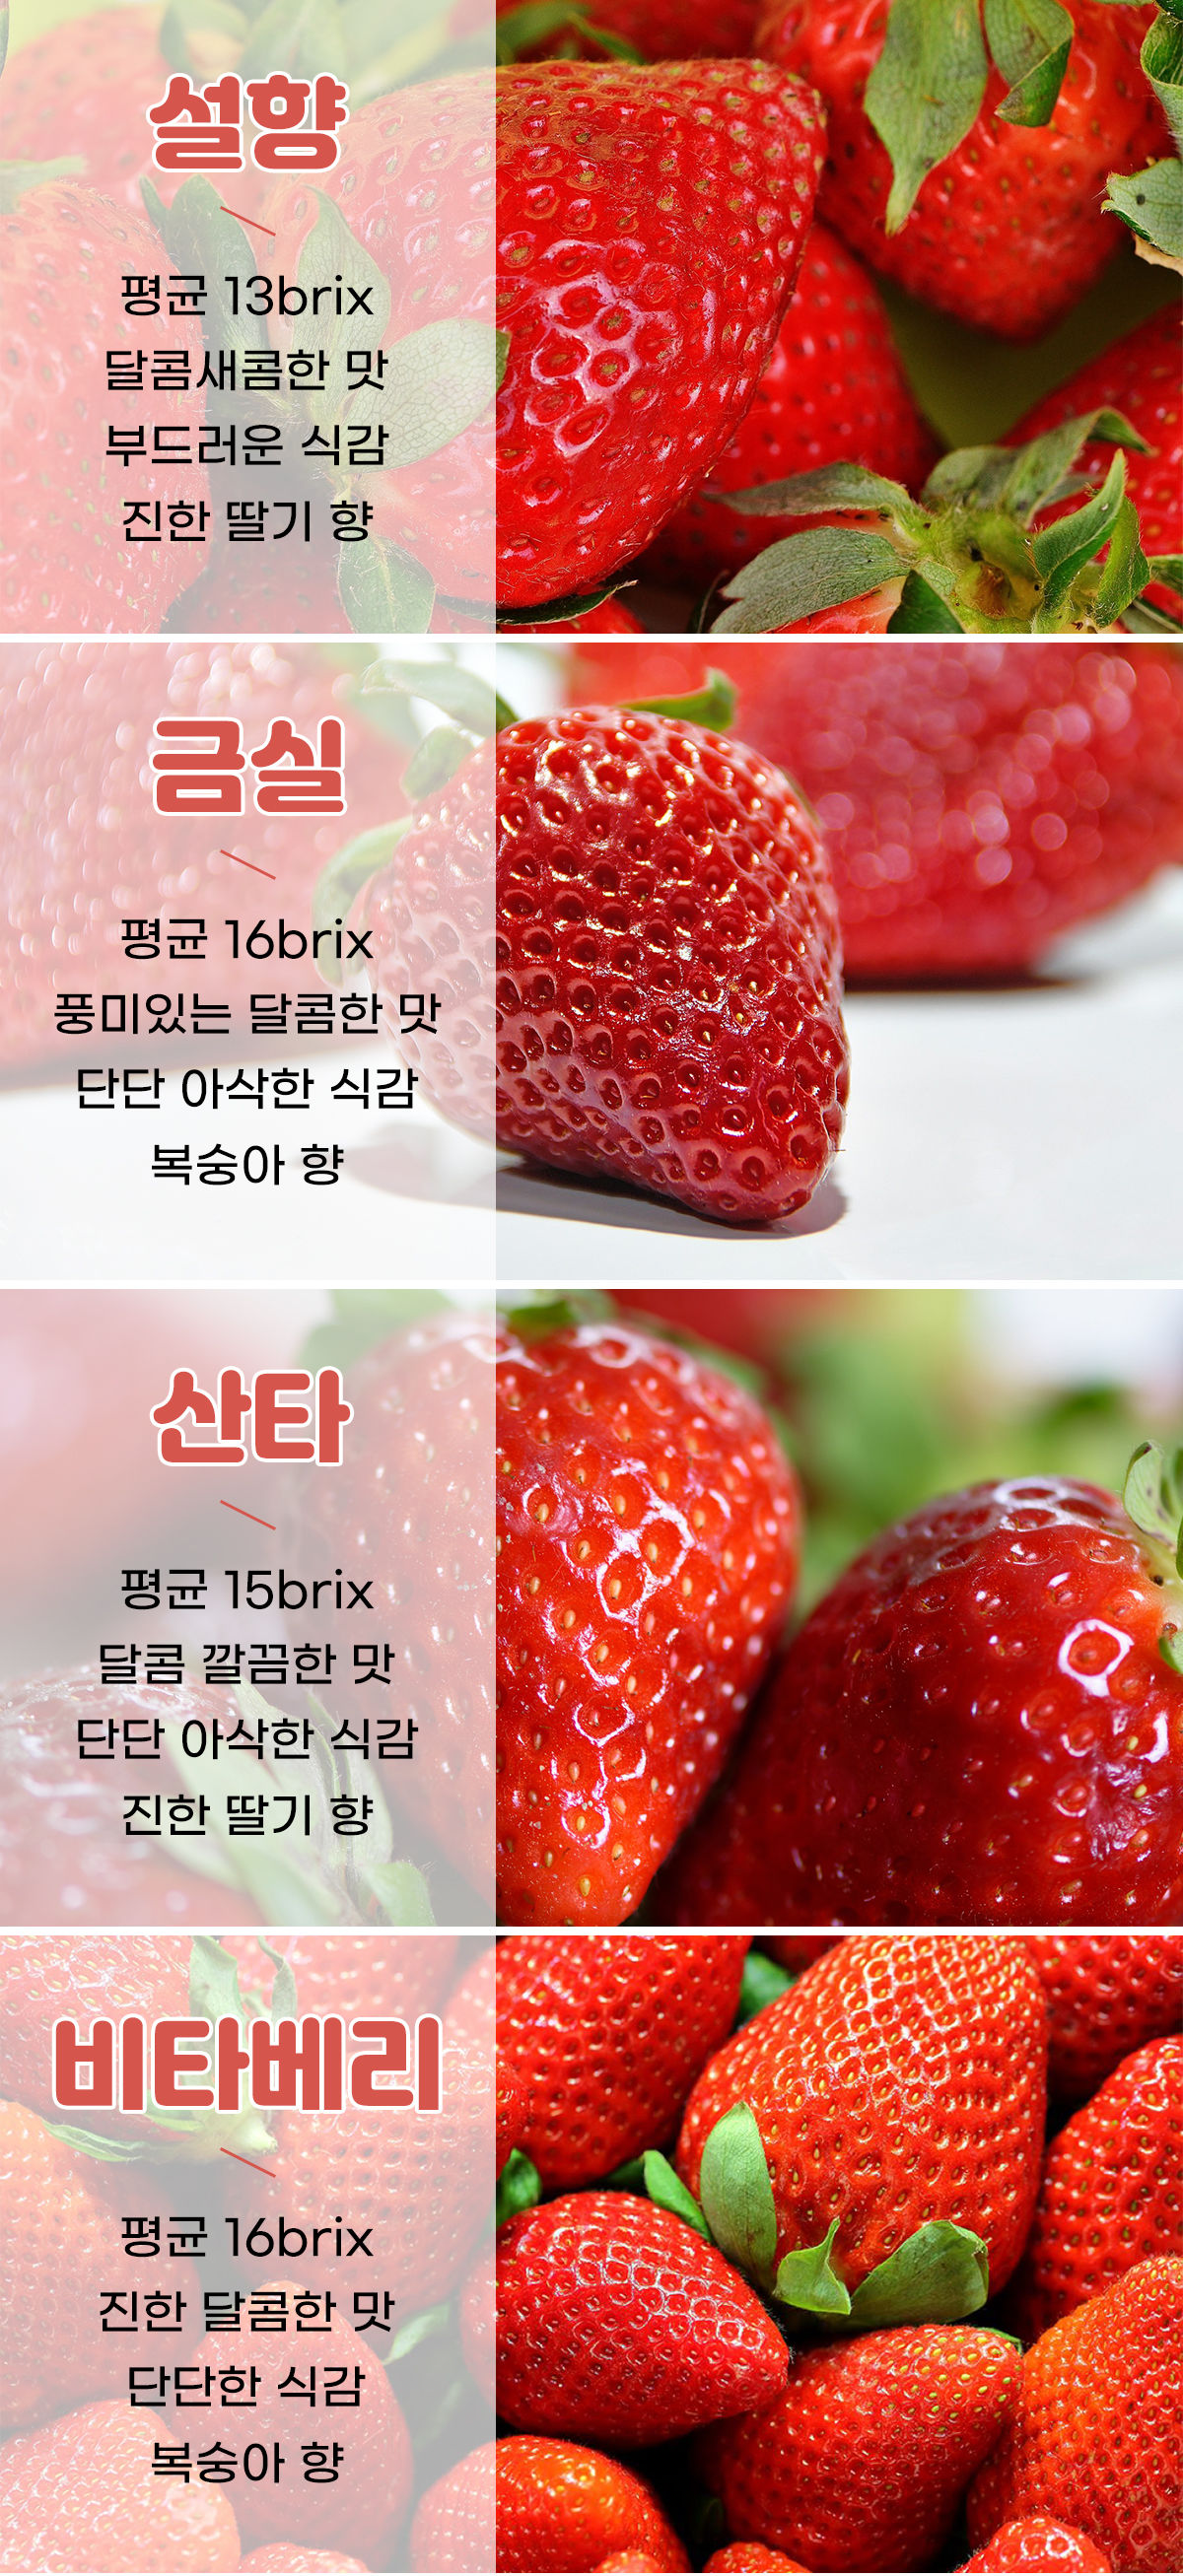 설향
평균 13brix
달콤새콤한 맛
부드러운 식감
진한 딸기 향
금실
평균 16brix
풍미있는 달콤한 맛
단단 아삭한 식감
복숭아 향
산타
평균 15brix
달콤 깔끔한 맛
단단 아삭한 식감
진한 딸기 향
비타베리
평균 16brix
진한 달콤한 맛
단단한 식감
복숭아 향